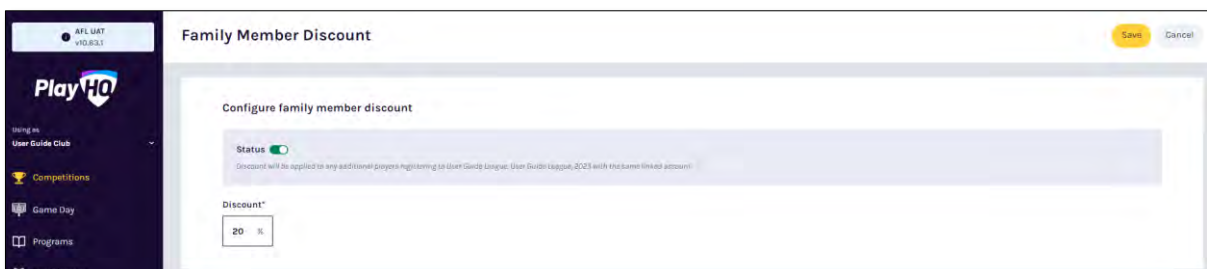 AFL UAT
v10.83.1
Family Member Discount
Save
Cancel
PlayHQ
Using as
User Guide Club
Configure family member discount
Status
Discount will be applied to any additional players registering to User Guide League, User Guide League, 2023 with the same linked account
Competitions
Discount*
Game Day
20 %
Programs